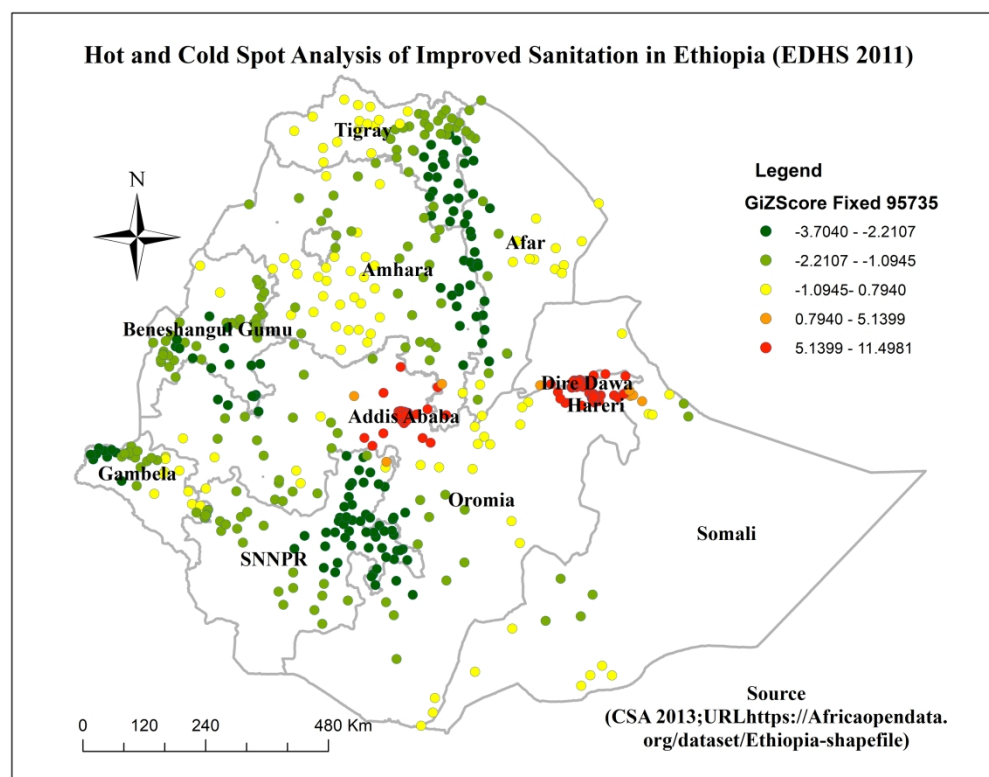 Hot and Cold Spot Analysis of Improved Sanitation in Ethiopia (EDHS 2011)
Tigray
N
Legend
GiZScore Fixed 95735
-3.7040 - -2.2107
-2.2107 - -1.0945
-1.0945- 0.7940
0.7940 - 5.1399
5.1399 - 11.4981
Afar
Amhara
Beneshangul Gumu
Dire Dawa
Hareri
Addis Ababa
Gambela
Oromia
Somali
SNNPR
Source
(CSA 2013;URLhttps://Africaopendata.
org/dataset/Ethiopia-shapefile)
0 120 240 480 Km